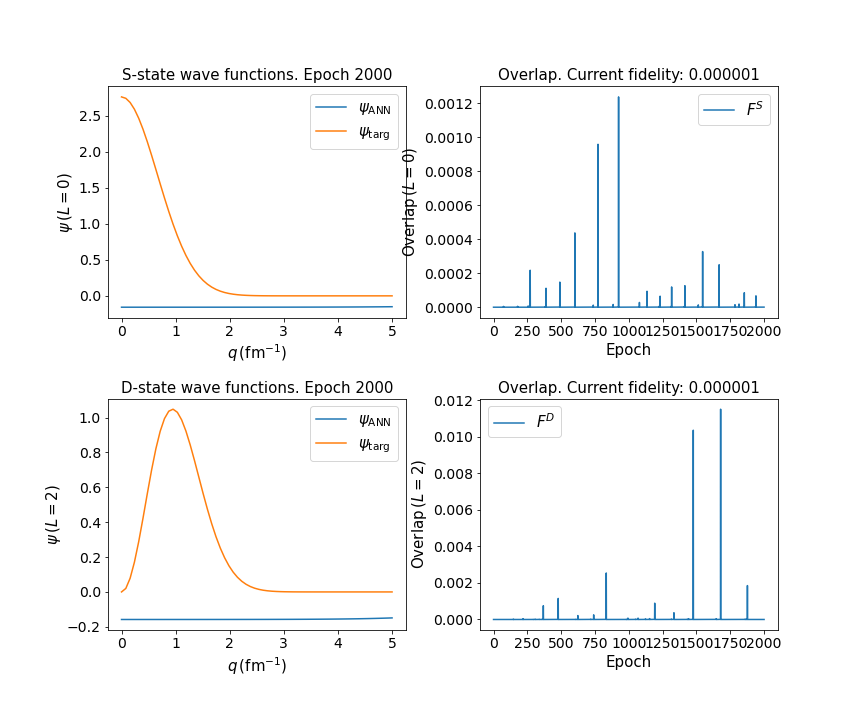 S-state wave functions. Epoch 2000
ψ (L = 0)
2.5
2.0
1.5
1.0
0.5
0.0
ψ_ANN
ψ_targ
0 1 2 3 4 5
q (fm⁻¹)
Overlap. Current fidelity: 0.000001
Overlap (L = 0)
0.0012
0.0010
0.0008
0.0006
0.0004
0.0002
0.0000
F^S
0 250 500 750 1000 1250 1500 1750 2000
Epoch
D-state wave functions. Epoch 2000
ψ (L = 2)
1.0
0.8
0.6
0.4
0.2
0.0
−0.2
ψ_ANN
ψ_targ
0 1 2 3 4 5
q (fm⁻¹)
Overlap. Current fidelity: 0.000001
Overlap (L = 2)
0.012
0.010
0.008
0.006
0.004
0.002
0.000
F^D
0 250 500 750 1000 1250 1500 1750 2000
Epoch